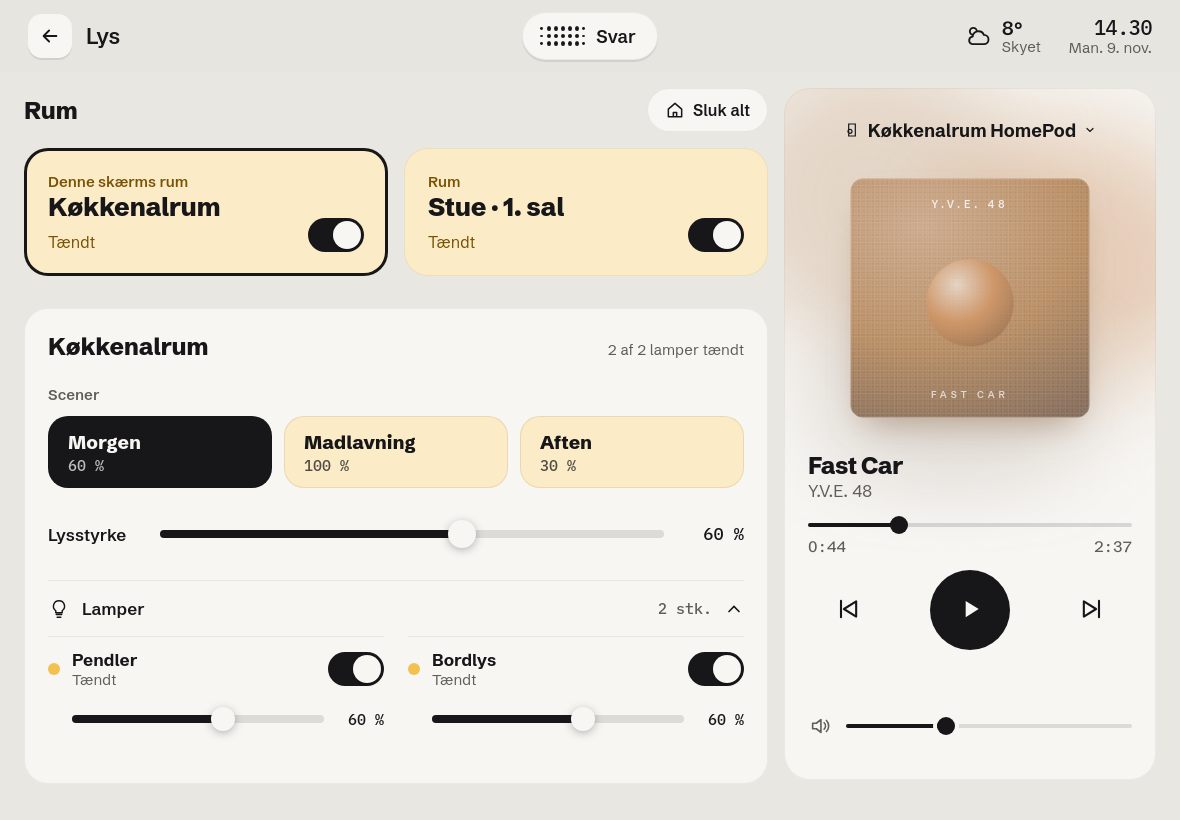 Lys
Svar
8°
Skyet
14.30
Man. 9. nov.
Rum
Sluk alt
Denne skærms rum
Køkkenalrum
Tændt
Rum
Stue · 1. sal
Tændt
Køkkenalrum
2 af 2 lamper tændt
Scener
Morgen
60 %
Madlavning
100 %
Aften
30 %
Lysstyrke
60 %
Lamper
2 stk.
Pendler
Tændt
60 %
Bordlys
Tændt
60 %
Køkkenalrum HomePod
Y.V.E. 48
FAST CAR
Fast Car
Y.V.E. 48
0:44
2:37